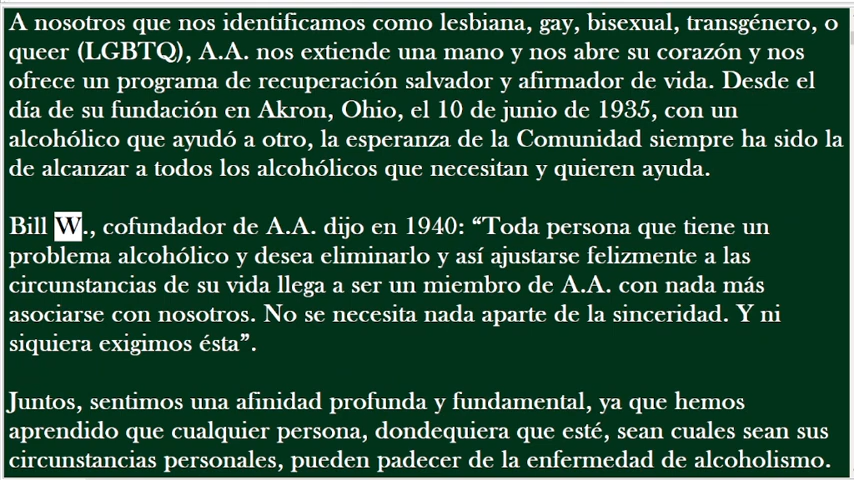 A nosotros que nos identificamos como lesbiana, gay, bisexual, transgénero, o
queer (LGBTQ), A.A. nos extiende una mano y nos abre su corazón y nos
ofrece un programa de recuperación salvador y afirmador de vida. Desde el
día de su fundación en Akron, Ohio, el 10 de junio de 1935, con un
alcohólico que ayudó a otro, la esperanza de la Comunidad siempre ha sido la
de alcanzar a todos los alcohólicos que necesitan y quieren ayuda.
Bill W., cofundador de A.A. dijo en 1940: “Toda persona que tiene un
problema alcohólico y desea eliminarlo y así ajustarse felizmente a las
circunstancias de su vida llega a ser un miembro de A.A. con nada más
asociarse con nosotros. No se necesita nada aparte de la sinceridad. Y ni
siquiera exigimos ésta”.
Juntos, sentimos una afinidad profunda y fundamental, ya que hemos
aprendido que cualquier persona, dondequiera que esté, sean cuales sean sus
circunstancias personales, pueden padecer de la enfermedad de alcoholismo.